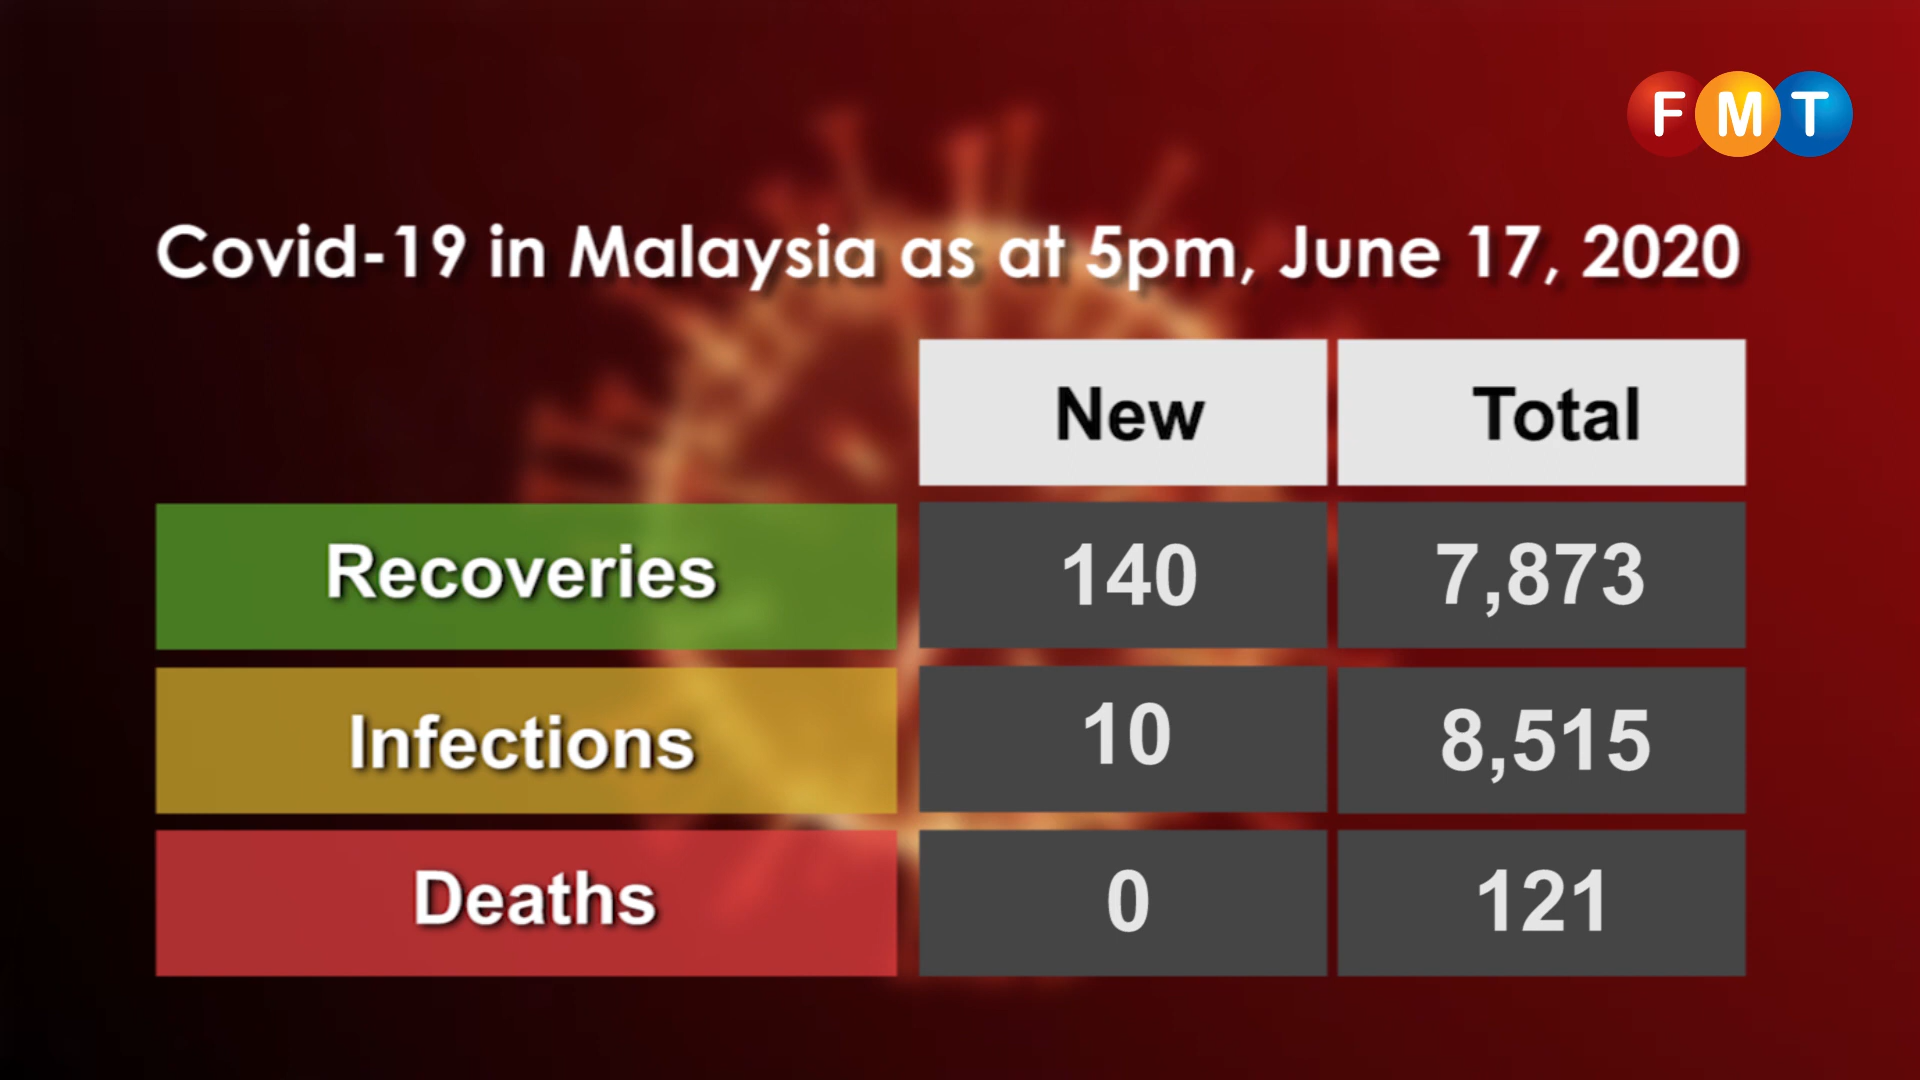 FMT
Covid-19 in Malaysia as at 5pm, June 17, 2020
New Total
Recoveries 140 7,873
Infections 10 8,515
Deaths 0 121